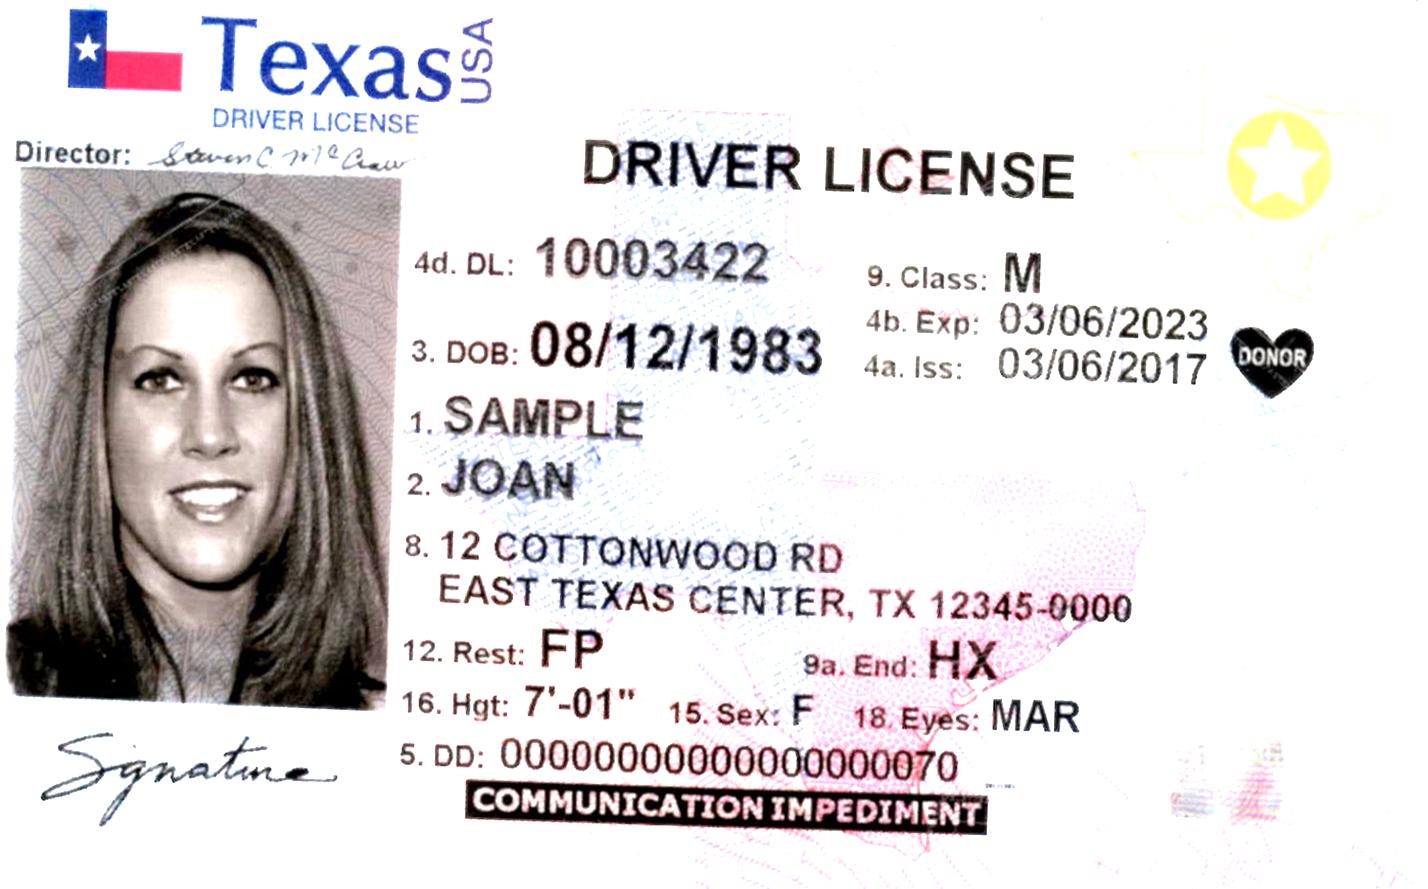 Texas USA
DRIVER LICENSE
Director: Steven C McCraw
DRIVER LICENSE
4d. DL: 10003422
9. Class: M
4b. Exp: 03/06/2023
3. DOB: 08/12/1983
4a. Iss: 03/06/2017
DONOR
1. SAMPLE
2. JOAN
8. 12 COTTONWOOD RD
EAST TEXAS CENTER, TX 12345-0000
12. Rest: FP
9a. End: HX
16. Hgt: 7'-01" 15. Sex: F 18. Eyes: MAR
5. DD: 00000000000000000070
Signature
COMMUNICATION IMPEDIMENT